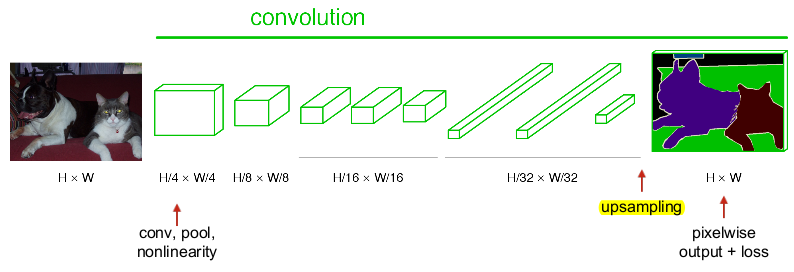 convolution
H × W
H/4 × W/4
H/8 × W/8
H/16 × W/16
H/32 × W/32
H × W
upsampling
conv, pool,
nonlinearity
pixelwise
output + loss